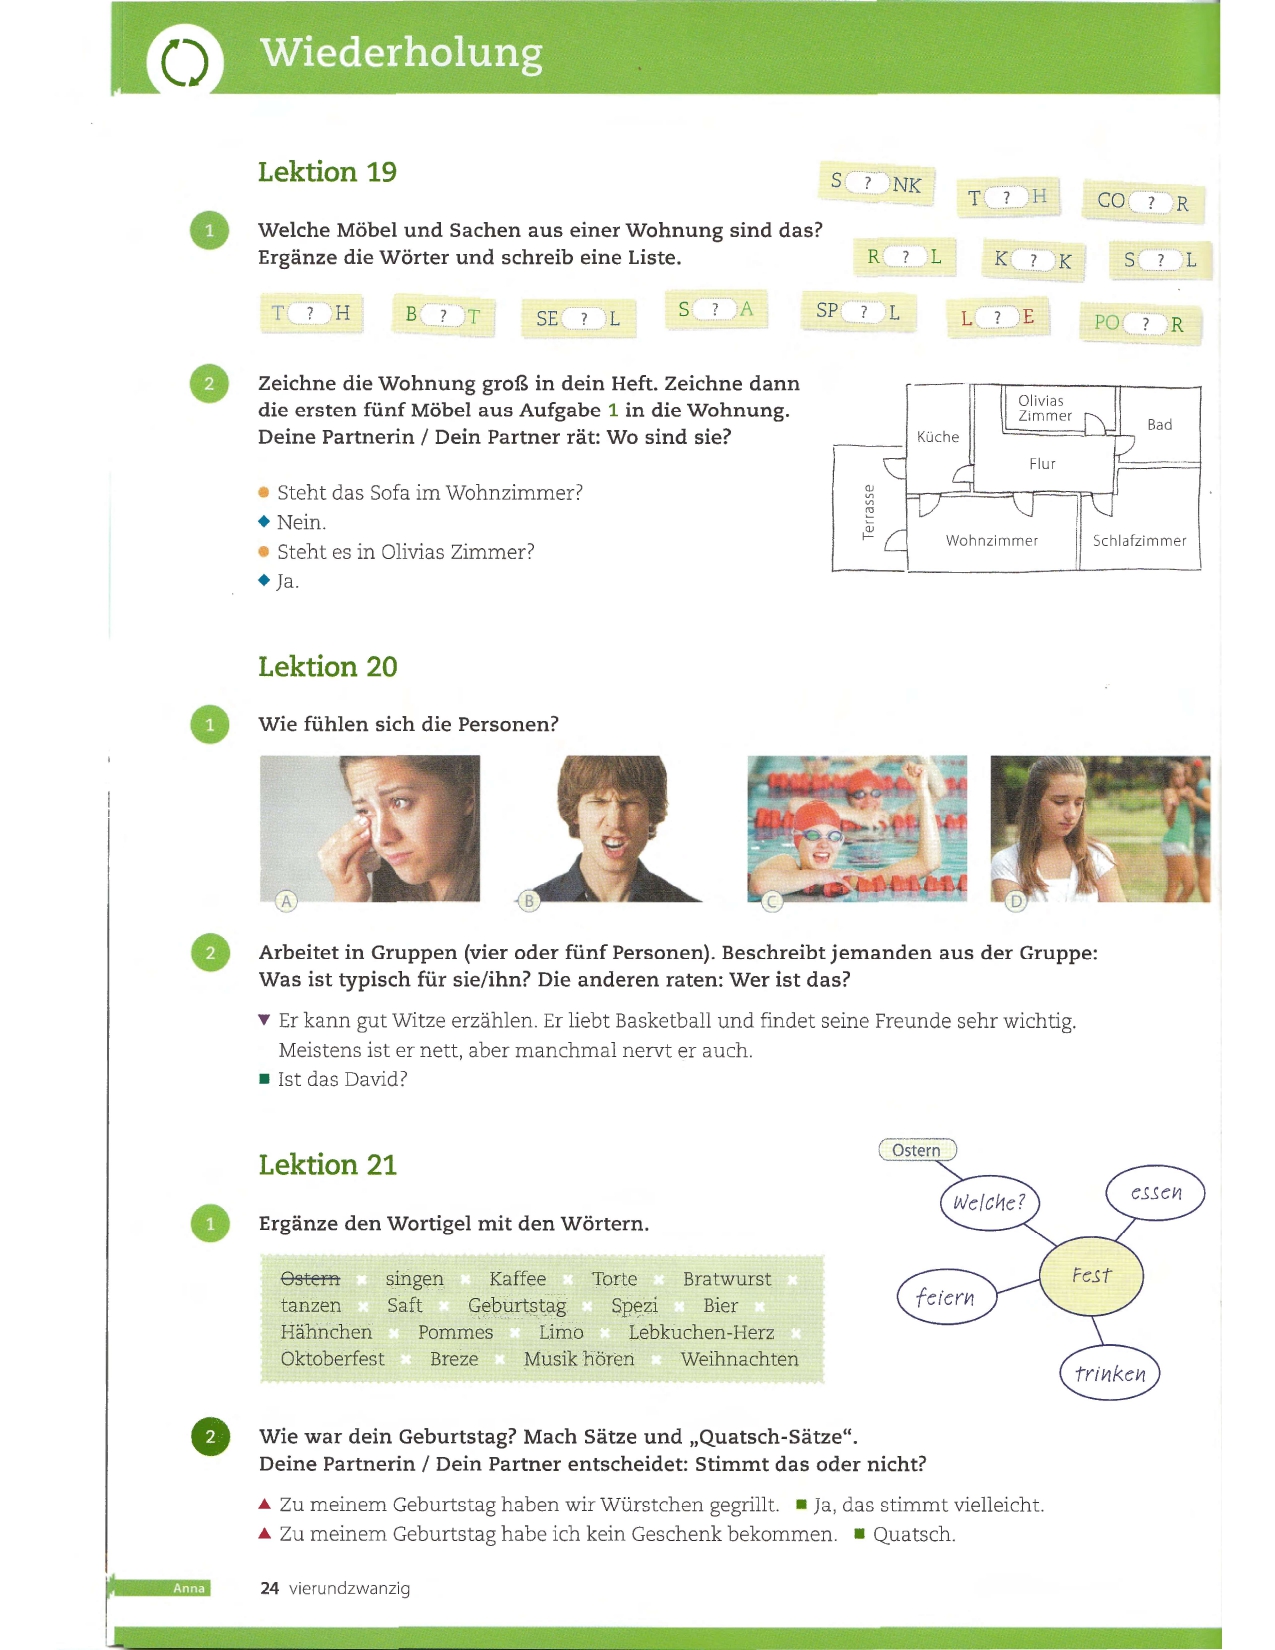 Wiederholung
Lektion 19
S ? NK
T ? H
CO ? R
1
Welche Möbel und Sachen aus einer Wohnung sind das?
Ergänze die Wörter und schreib eine Liste.
R ? L
K ? K
S ? L
T ? H
B ? T
SE ? L
S ? A
SP ? L
L ? E
PO ? R
2
Zeichne die Wohnung groß in dein Heft. Zeichne dann
die ersten fünf Möbel aus Aufgabe 1 in die Wohnung.
Deine Partnerin / Dein Partner rät: Wo sind sie?
Steht das Sofa im Wohnzimmer?
Nein.
Steht es in Olivias Zimmer?
Ja.
Olivias
Zimmer
Bad
Küche
Flur
Terrasse
Wohnzimmer
Schlafzimmer
Lektion 20
1
Wie fühlen sich die Personen?
A
B
C
D
2
Arbeitet in Gruppen (vier oder fünf Personen). Beschreibt jemanden aus der Gruppe:
Was ist typisch für sie/ihn? Die anderen raten: Wer ist das?
Er kann gut Witze erzählen. Er liebt Basketball und findet seine Freunde sehr wichtig.
Meistens ist er nett, aber manchmal nervt er auch.
Ist das David?
Lektion 21
1
Ergänze den Wortigel mit den Wörtern.
Ostern × singen × Kaffee × Torte × Bratwurst ×
tanzen × Saft × Geburtstag × Spezi × Bier ×
Hähnchen × Pommes × Limo × Lebkuchen-Herz ×
Oktoberfest × Breze × Musik hören × Weihnachten
Ostern
Welche?
essen
Fest
feiern
trinken
2
Wie war dein Geburtstag? Mach Sätze und „Quatsch-Sätze“.
Deine Partnerin / Dein Partner entscheidet: Stimmt das oder nicht?
Zu meinem Geburtstag haben wir Würstchen gegrillt. Ja, das stimmt vielleicht.
Zu meinem Geburtstag habe ich kein Geschenk bekommen. Quatsch.
Anna
24 vierundzwanzig